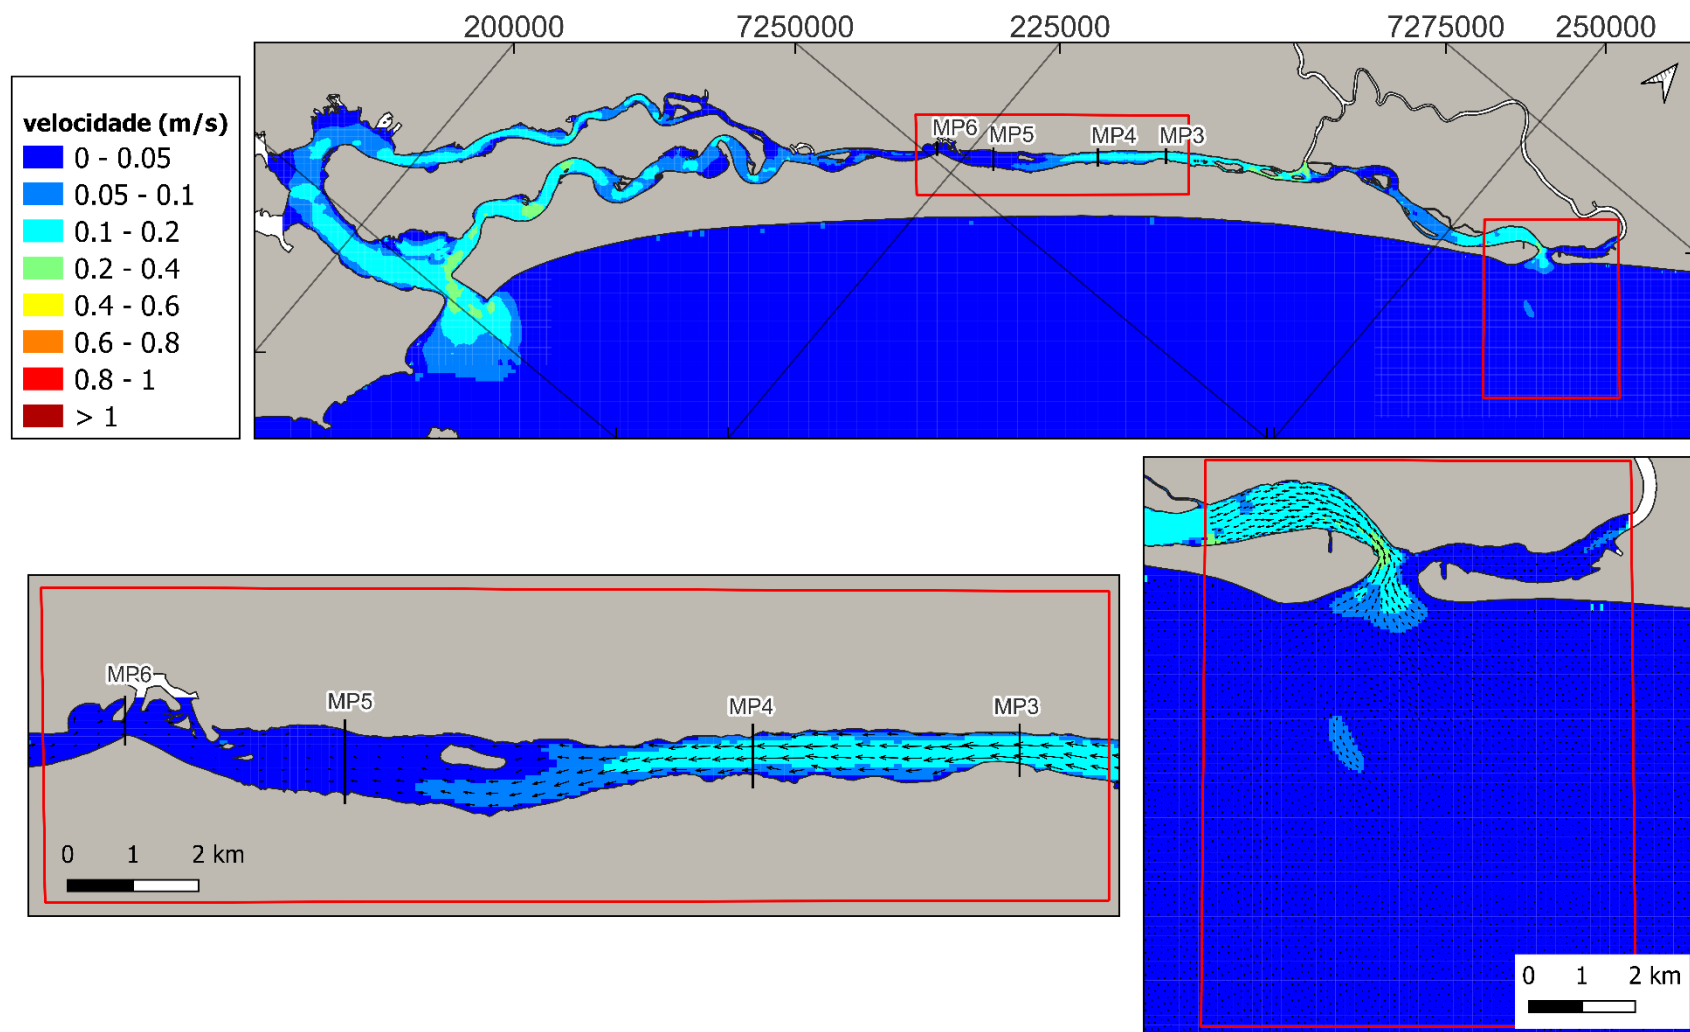 200000 7250000 225000 7275000 250000
velocidade (m/s)
0 - 0.05
0.05 - 0.1
0.1 - 0.2
0.2 - 0.4
0.4 - 0.6
0.6 - 0.8
0.8 - 1
> 1
MP6 MP5 MP4 MP3
MP6 MP5 MP4 MP3
0 1 2 km
0 1 2 km